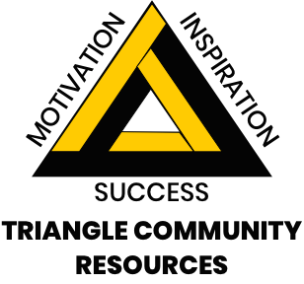 MOTIVATION
INSPIRATION
SUCCESS
TRIANGLE COMMUNITY
RESOURCES